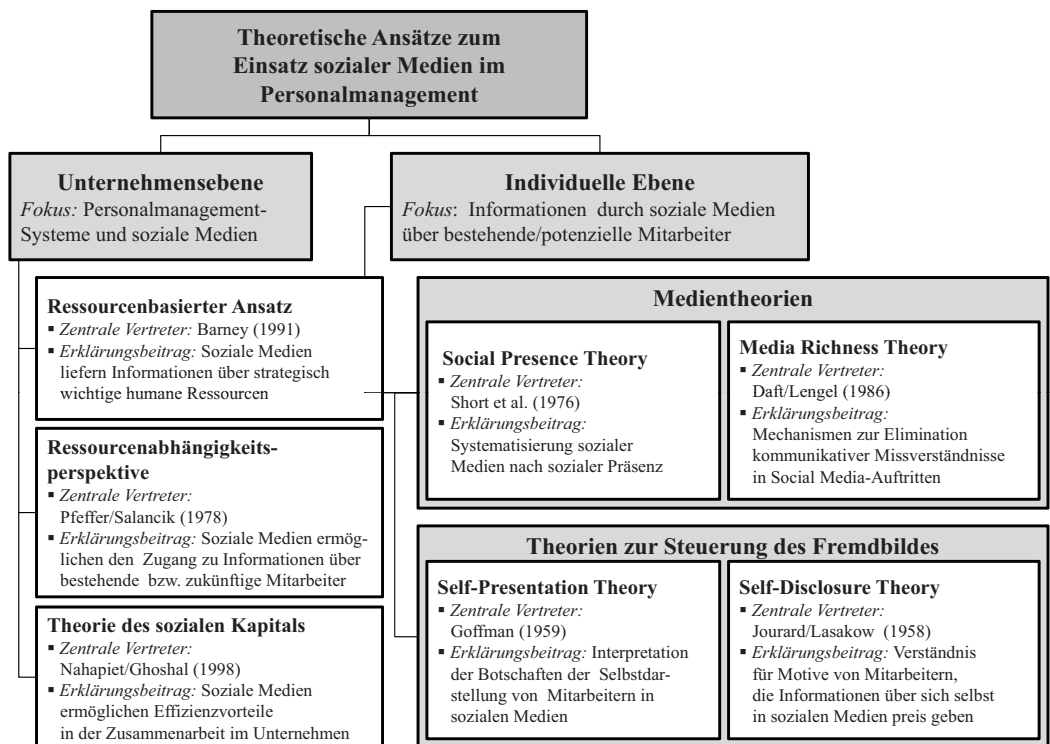 Theoretische Ansätze zum
Einsatz sozialer Medien im
Personalmanagement
Unternehmensebene
Fokus: Personalmanagement-
Systeme und soziale Medien
Individuelle Ebene
Fokus: Informationen durch soziale Medien
über bestehende/potenzielle Mitarbeiter
Ressourcenbasierter Ansatz
▪ Zentrale Vertreter: Barney (1991)
▪ Erklärungsbeitrag: Soziale Medien
liefern Informationen über strategisch
wichtige humane Ressourcen
Ressourcenabhängigkeits-
perspektive
▪ Zentrale Vertreter:
Pfeffer/Salancik (1978)
▪ Erklärungsbeitrag: Soziale Medien ermög-
lichen den Zugang zu Informationen über
bestehende bzw. zukünftige Mitarbeiter
Theorie des sozialen Kapitals
▪ Zentrale Vertreter:
Nahapiet/Ghoshal (1998)
▪ Erklärungsbeitrag: Soziale Medien
ermöglichen Effizienzvorteile
in der Zusammenarbeit im Unternehmen
Medientheorien
Social Presence Theory
▪ Zentrale Vertreter:
Short et al. (1976)
▪ Erklärungsbeitrag:
Systematisierung sozialer
Medien nach sozialer Präsenz
Media Richness Theory
▪ Zentrale Vertreter:
Daft/Lengel (1986)
▪ Erklärungsbeitrag:
Mechanismen zur Elimination
kommunikativer Missverständnisse
in Social Media-Auftritten
Theorien zur Steuerung des Fremdbildes
Self-Presentation Theory
▪ Zentrale Vertreter:
Goffman (1959)
▪ Erklärungsbeitrag: Interpretation
der Botschaften der Selbstdar-
stellung von Mitarbeitern in
sozialen Medien
Self-Disclosure Theory
▪ Zentrale Vertreter:
Jourard/Lasakow (1958)
▪ Erklärungsbeitrag: Verständnis
für Motive von Mitarbeitern,
die Informationen über sich selbst
in sozialen Medien preis geben